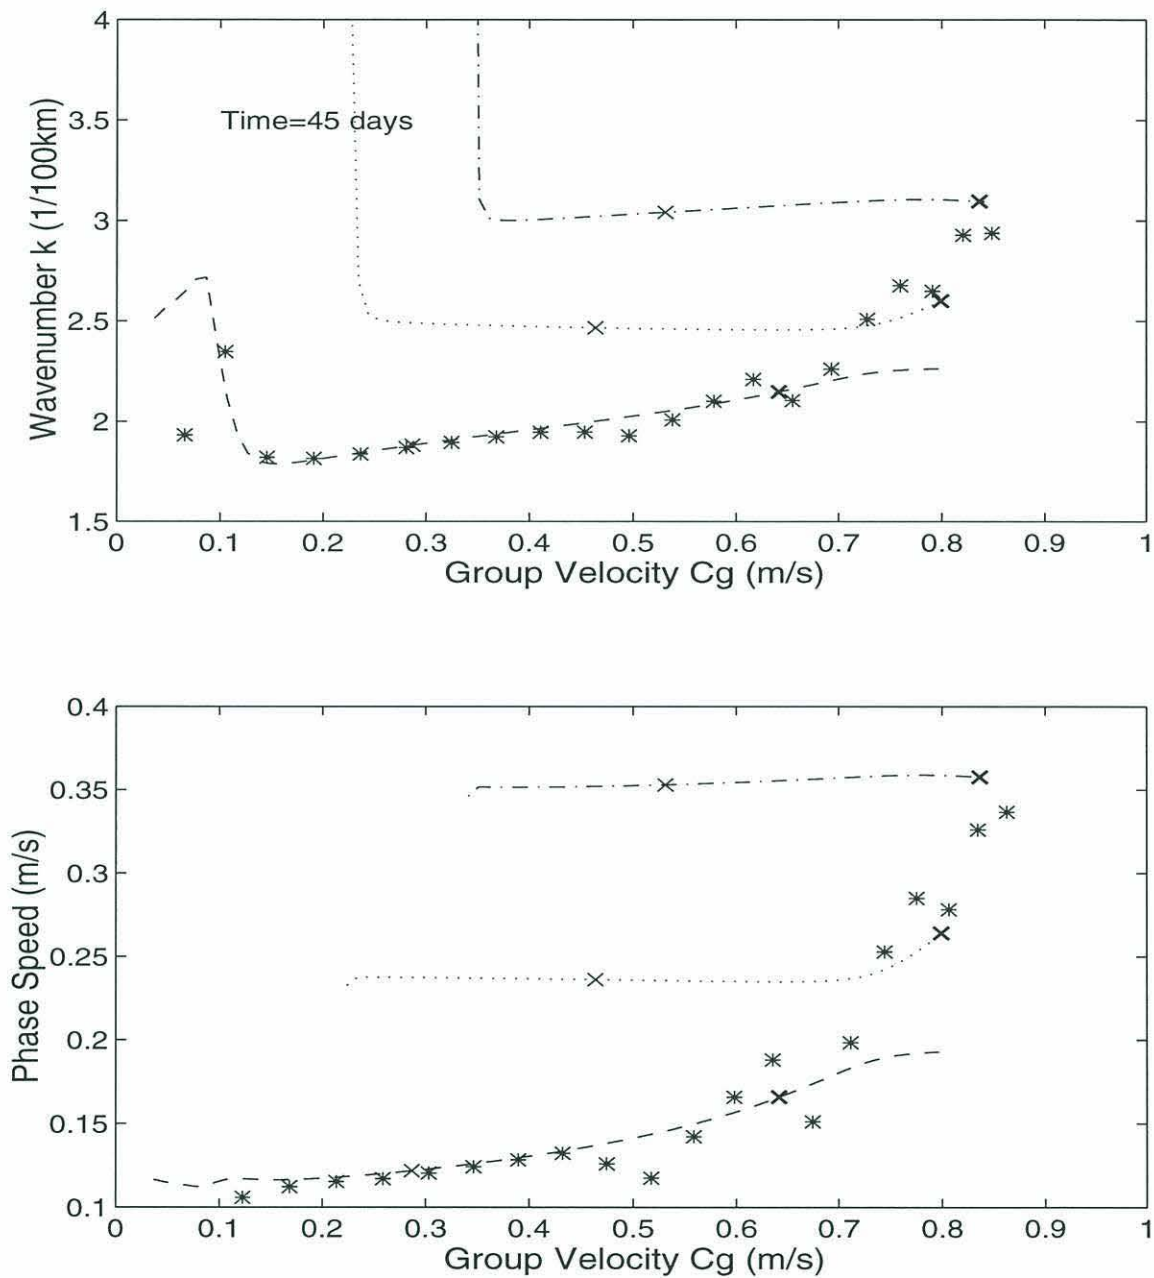 4
3.5
3
2.5
2
1.5
Wavenumber k (1/100km)
Time=45 days
0 0.1 0.2 0.3 0.4 0.5 0.6 0.7 0.8 0.9 1
Group Velocity Cg (m/s)
0.4
0.35
0.3
0.25
0.2
0.15
0.1
Phase Speed (m/s)
0 0.1 0.2 0.3 0.4 0.5 0.6 0.7 0.8 0.9 1
Group Velocity Cg (m/s)